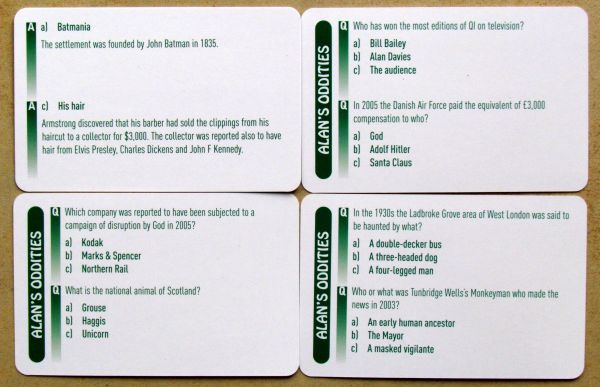 A a) Batmania
The settlement was founded by John Batman in 1835.
A c) His hair
Armstrong discovered that his barber had sold the clippings from his
haircut to a collector for $3,000. The collector was reported also to have
hair from Elvis Presley, Charles Dickens and John F Kennedy.
ALAN'S ODDITIES
Q Who has won the most editions of QI on television?
a) Bill Bailey
b) Alan Davies
c) The audience
Q In 2005 the Danish Air Force paid the equivalent of £3,000
compensation to who?
a) God
b) Adolf Hitler
c) Santa Claus
ALAN'S ODDITIES
Q Which company was reported to have been subjected to a
campaign of disruption by God in 2005?
a) Kodak
b) Marks & Spencer
c) Northern Rail
Q What is the national animal of Scotland?
a) Grouse
b) Haggis
c) Unicorn
ALAN'S ODDITIES
Q In the 1930s the Ladbroke Grove area of West London was said to
be haunted by what?
a) A double-decker bus
b) A three-headed dog
c) A four-legged man
Q Who or what was Tunbridge Wells's Monkeyman who made the
news in 2003?
a) An early human ancestor
b) The Mayor
c) A masked vigilante